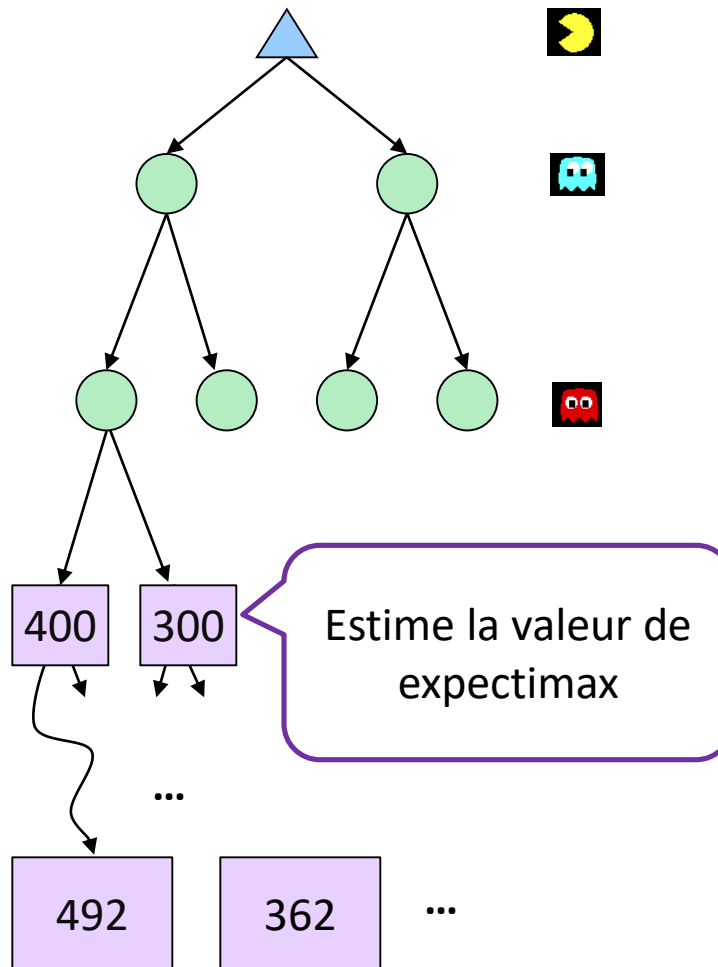 400 300
Estime la valeur de
expectimax
...
492 362 ...